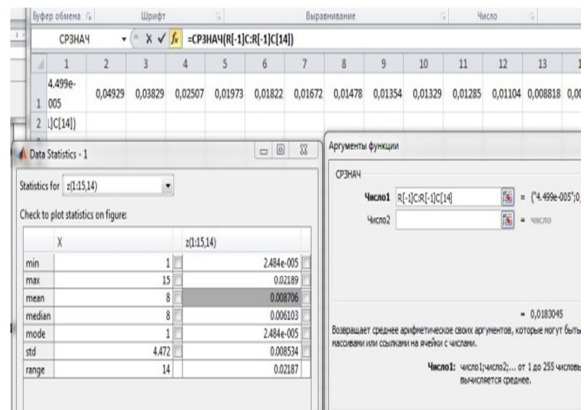 Буфер обмена Шрифт Выравнивание Число
СРЗНАЧ =СРЗНАЧ(R[-1]C:R[-1]C[14])
1 2 3 4 5 6 7 8 9 10 11 12 13
1 4.499e-005 0,04929 0,03829 0,02507 0,01973 0,01822 0,01672 0,01478 0,01354 0,01329 0,01285 0,01104 0,008818
2 1]C[14])
Data Statistics - 1
Statistics for z(1:15,14)
Check to plot statistics on figure:
X z(1:15,14)
min 1 2.484e-005
max 15 0.02189
mean 8 0.008706
median 8 0.006103
mode 1 2.484e-005
std 4.472 0.008534
range 14 0.02187
Аргументы функции
СРЗНАЧ
Число1 R[-1]C:R[-1]C[14] = {"4.499e-005";0,
Число2 = число
= 0,0183045
Возвращает среднее арифметическое своих аргументов, которые могут быть
массивами или ссылками на ячейки с числами.
Число1: число1;число2;... от 1 до 255
вычисляется среднее.